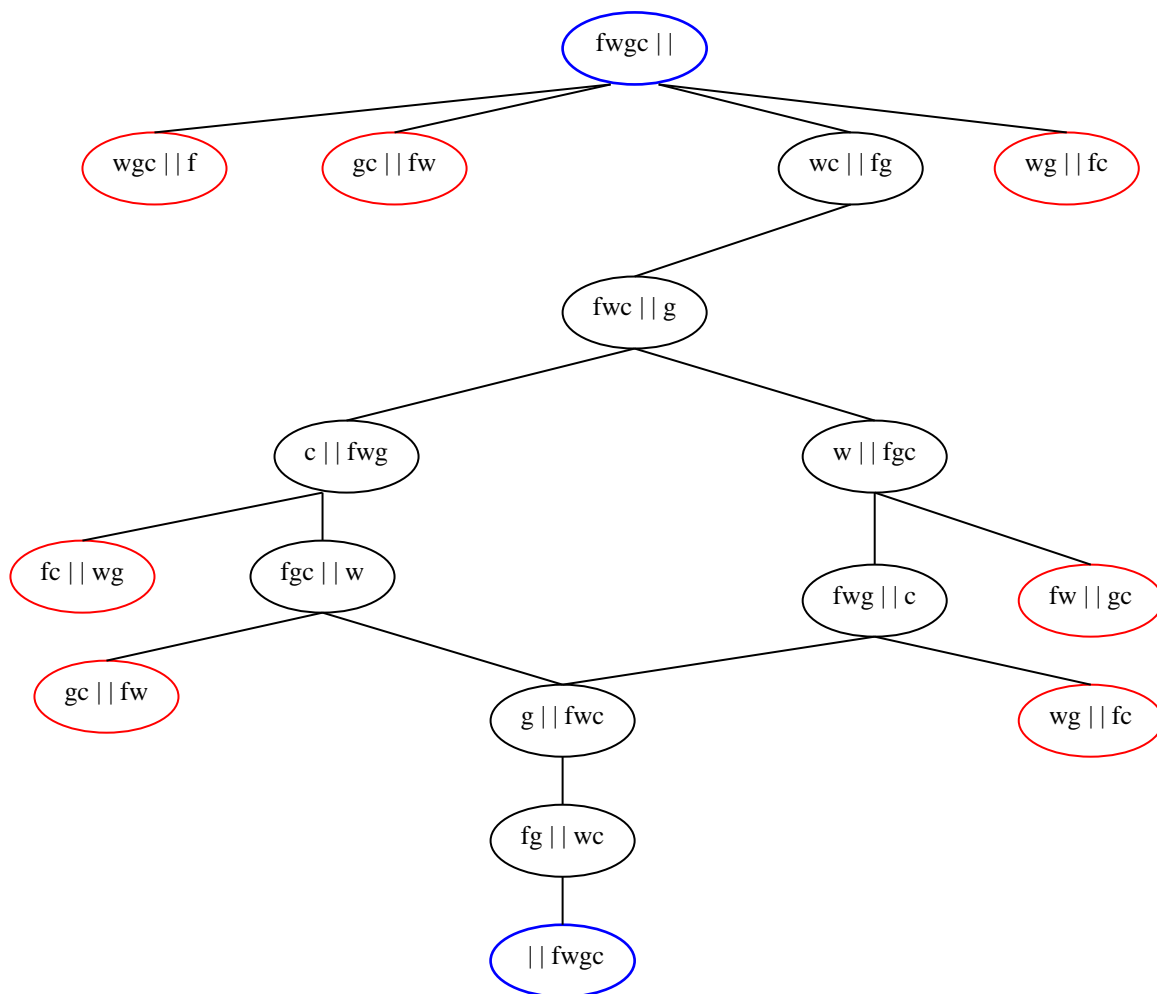 fwgc | |
wgc | | f
gc | | fw
wc | | fg
wg | | fc
fwc | | g
c | | fwg
w | | fgc
fc | | wg
fgc | | w
fwg | | c
fw | | gc
gc | | fw
g | | fwc
wg | | fc
fg | | wc
| | fwgc